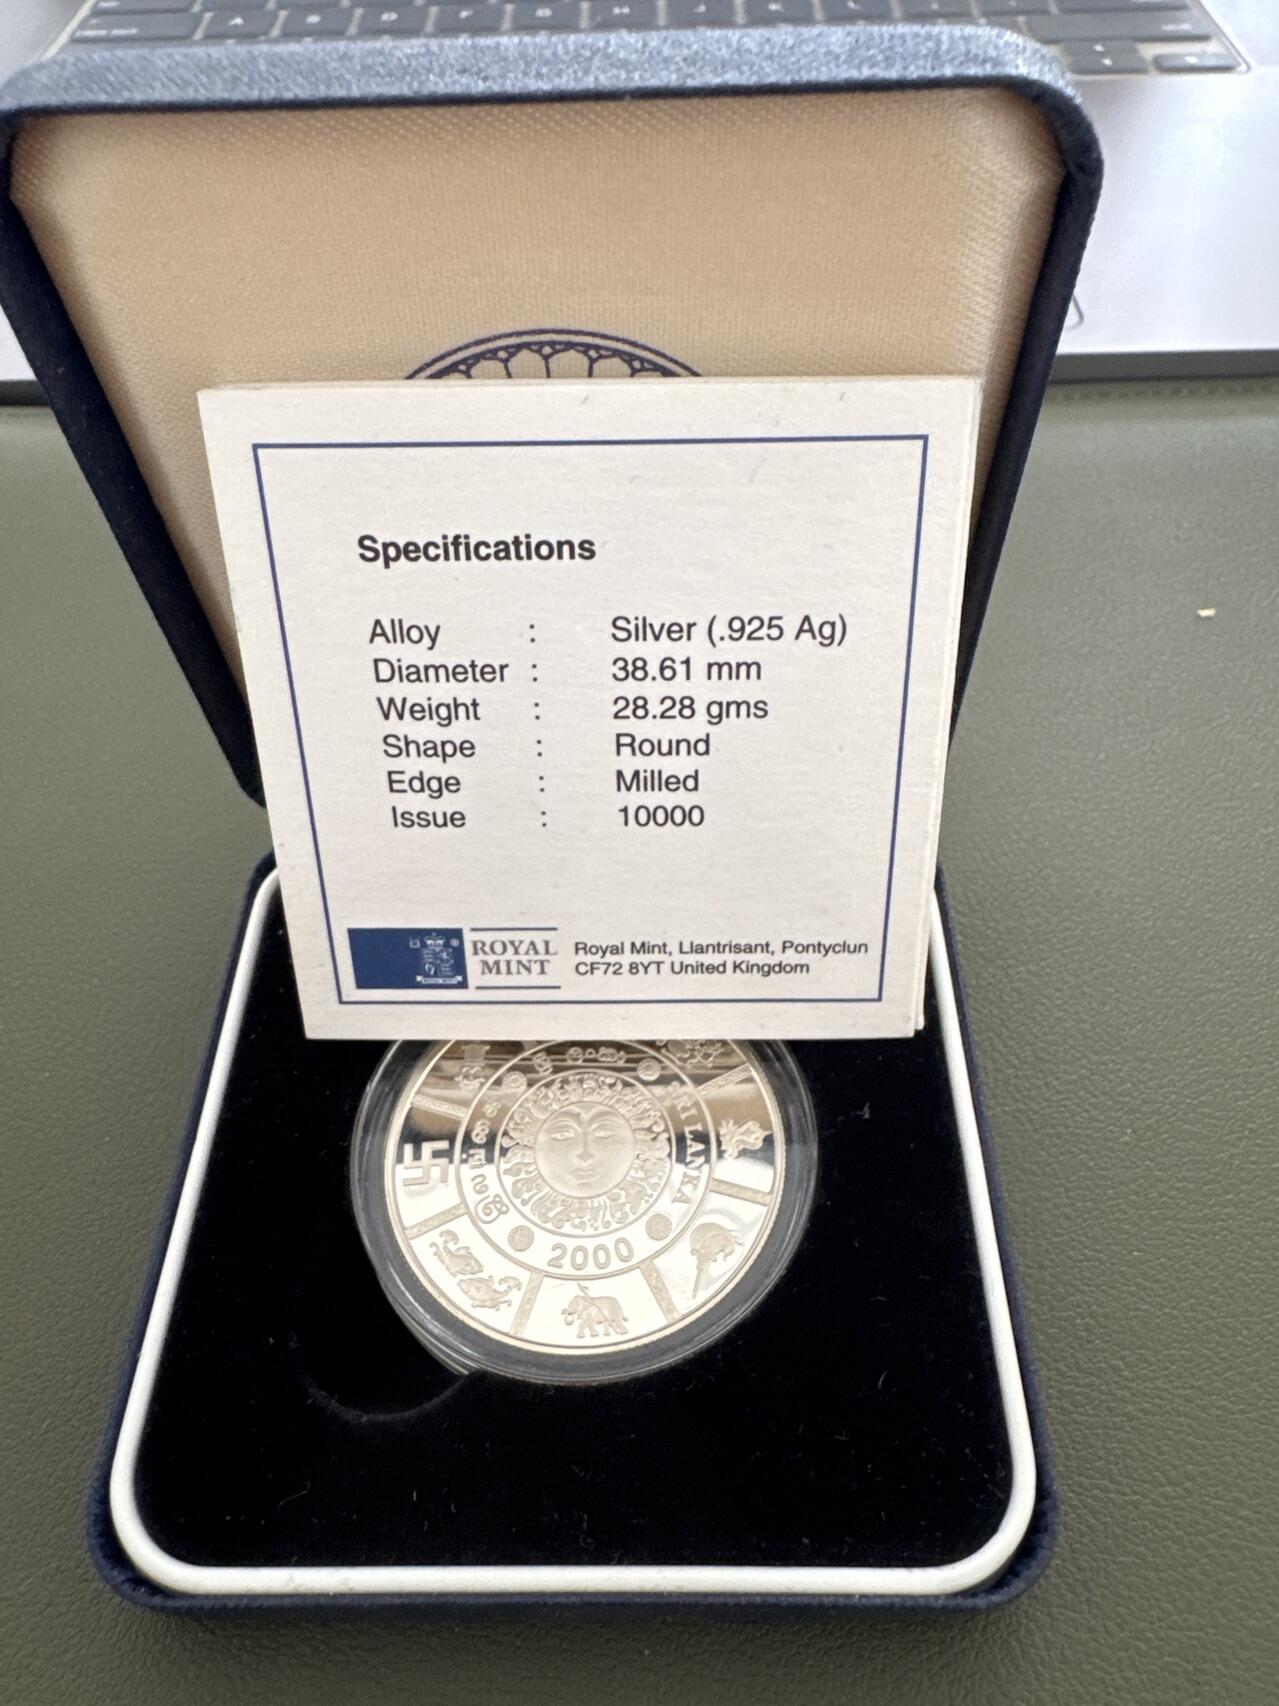 Specifications
Alloy : Silver (.925 Ag)
Diameter : 38.61 mm
Weight : 28.28 gms
Shape : Round
Edge : Milled
Issue : 10000
ROYAL
MINT
Royal Mint, Llantrisant, Pontyclun
CF72 8YT United Kingdom
SRI LANKA
2000